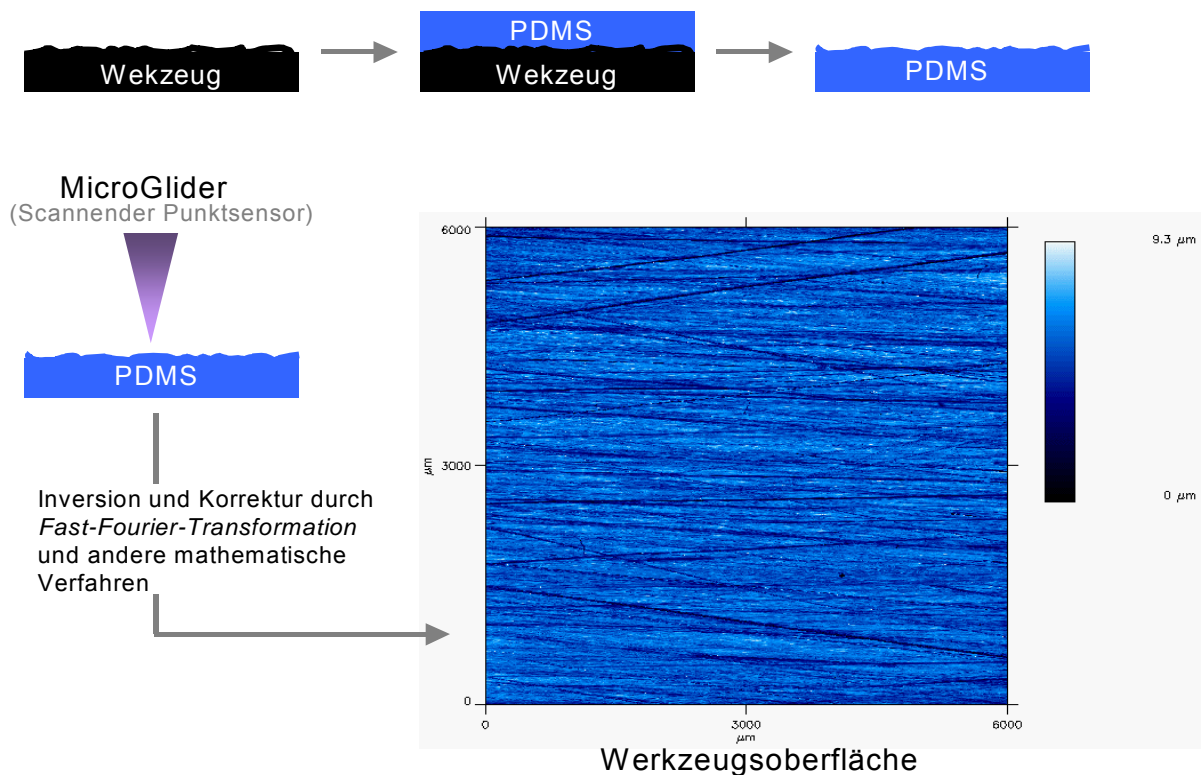 PDMS
Wekzeug
Wekzeug
PDMS
MicroGlider
(Scannender Punktsensor)
PDMS
Inversion und Korrektur durch
Fast-Fourier-Transformation
und andere mathematische
Verfahren
6000
3000
0
µm
0
3000
6000
µm
9.3 µm
0 µm
Werkzeugsoberfläche